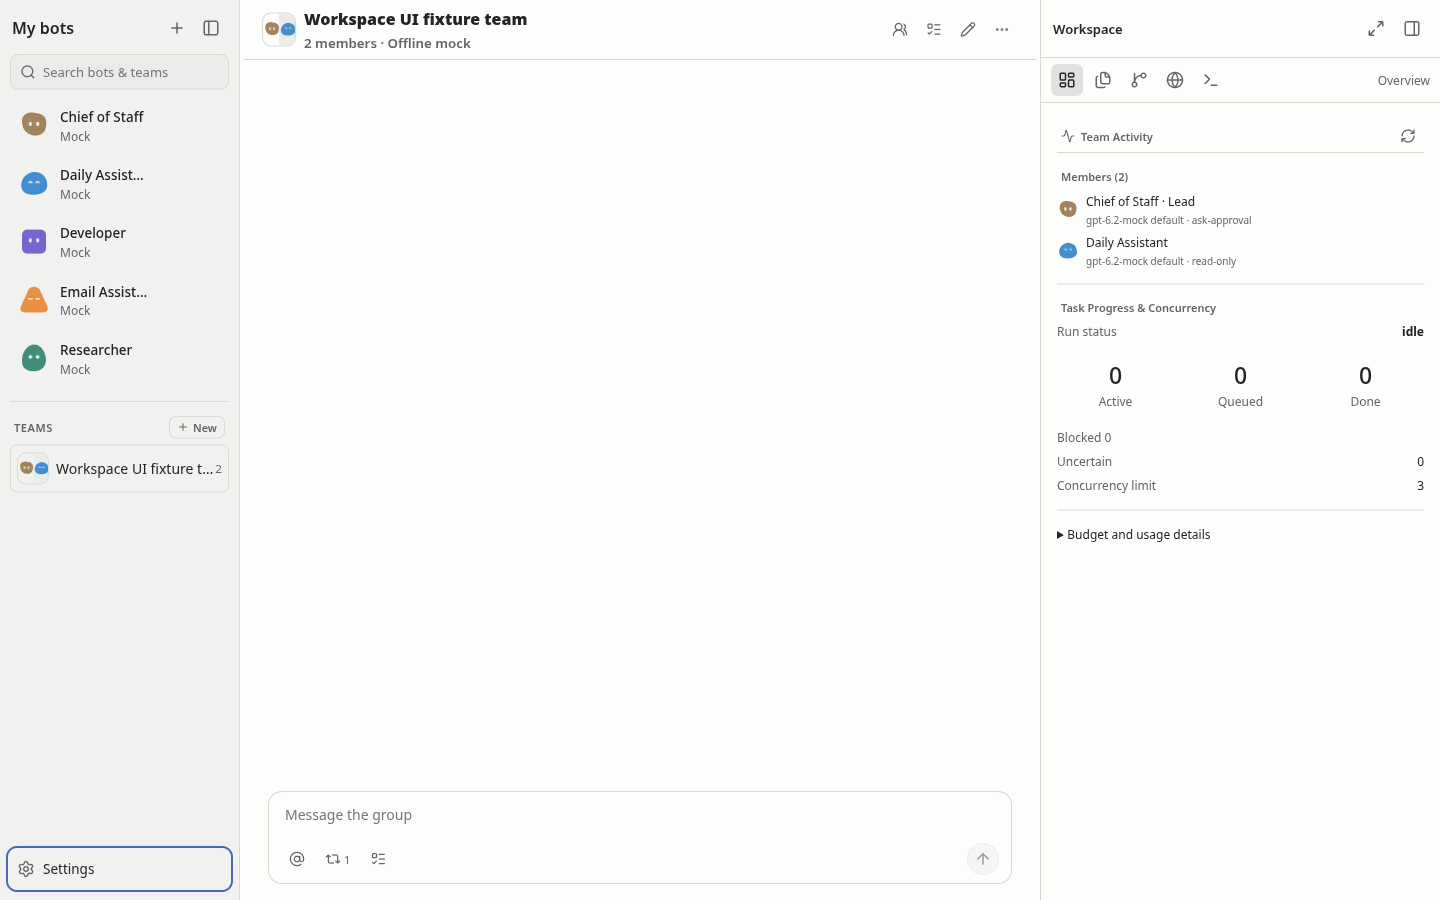 My bots
Search bots & teams
Chief of Staff
Mock
Daily Assist...
Mock
Developer
Mock
Email Assist...
Mock
Researcher
Mock
TEAMS
New
Workspace UI fixture t... 2
Settings
Workspace UI fixture team
2 members · Offline mock
Message the group
1
Workspace
Overview
Team Activity
Members (2)
Chief of Staff · Lead
gpt-6.2-mock default · ask-approval
Daily Assistant
gpt-6.2-mock default · read-only
Task Progress & Concurrency
Run status idle
0 0 0
Active Queued Done
Blocked 0
Uncertain 0
Concurrency limit 3
Budget and usage details